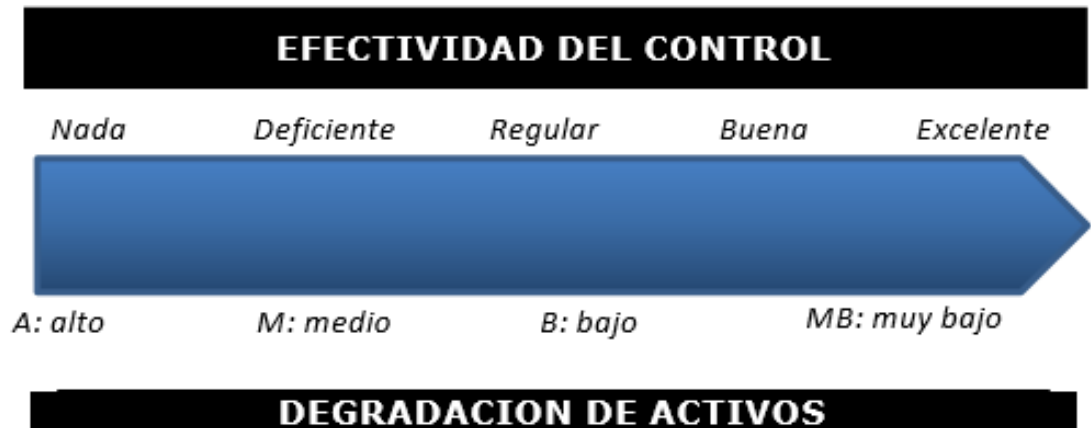 EFECTIVIDAD DEL CONTROL
Nada Deficiente Regular Buena Excelente
A: alto M: medio B: bajo MB: muy bajo
DEGRADACION DE ACTIVOS